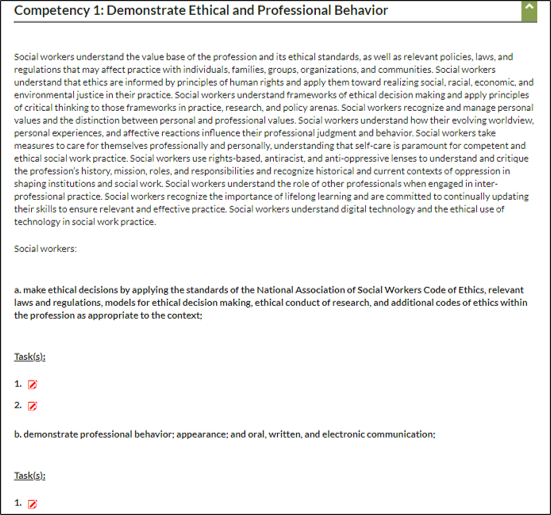 Competency 1: Demonstrate Ethical and Professional Behavior
Social workers understand the value base of the profession and its ethical standards, as well as relevant policies, laws, and
regulations that may affect practice with individuals, families, groups, organizations, and communities. Social workers
understand that ethics are informed by principles of human rights and apply them toward realizing social, racial, economic, and
environmental justice in their practice. Social workers understand frameworks of ethical decision making and apply principles
of critical thinking to those frameworks in practice, research, and policy arenas. Social workers recognize and manage personal
values and the distinction between personal and professional values. Social workers understand how their evolving worldview,
personal experiences, and affective reactions influence their professional judgment and behavior. Social workers take
measures to care for themselves professionally and personally, understanding that self-care is paramount for competent and
ethical social work practice. Social workers use rights-based, antiracist, and anti-oppressive lenses to understand and critique
the profession's history, mission, roles, and responsibilities and recognize historical and current contexts of oppression in
shaping institutions and social work. Social workers understand the role of other professionals when engaged in inter-
professional practice. Social workers recognize the importance of lifelong learning and are committed to continually updating
their skills to ensure relevant and effective practice. Social workers understand digital technology and the ethical use of
technology in social work practice.
Social workers:
a. make ethical decisions by applying the standards of the National Association of Social Workers Code of Ethics, relevant
laws and regulations, models for ethical decision making, ethical conduct of research, and additional codes of ethics within
the profession as appropriate to the context;
Task(s):
1.
2.
b. demonstrate professional behavior; appearance; and oral, written, and electronic communication;
Task(s):
1.